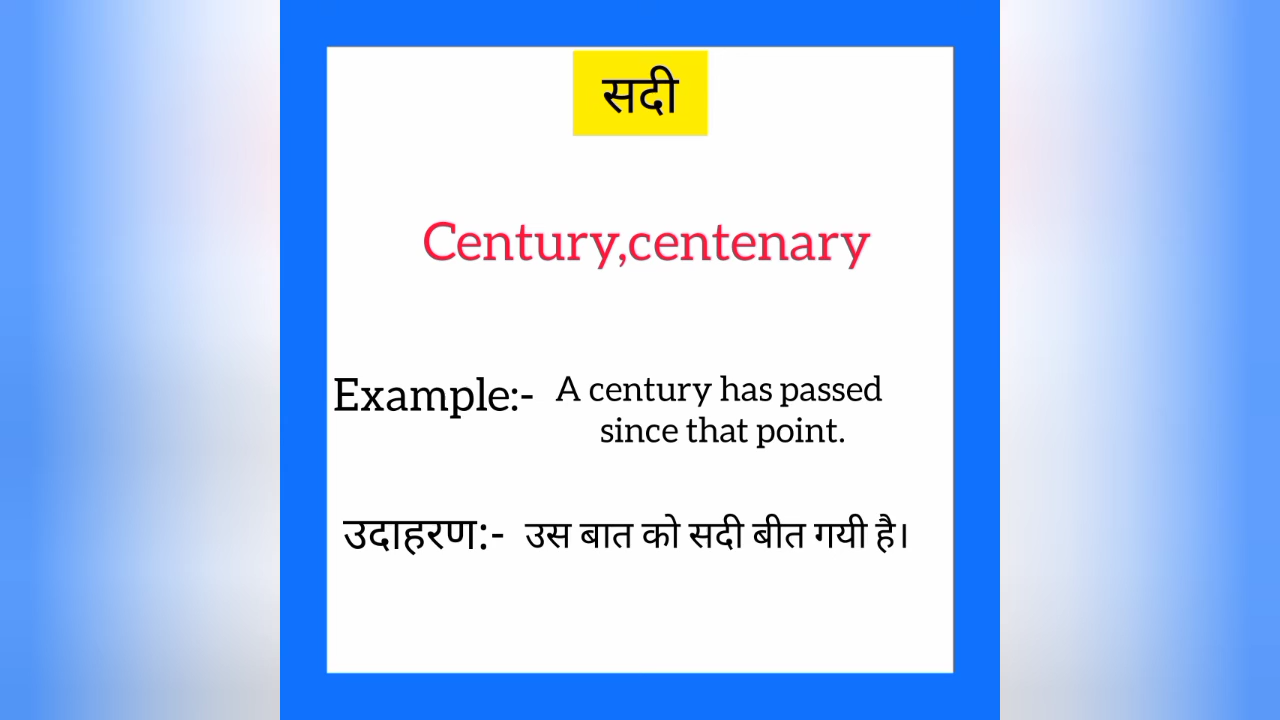 सदी
Century,centenary
Example:- A century has passed
since that point.
उदाहरण:- उस बात को सदी बीत गयी है।